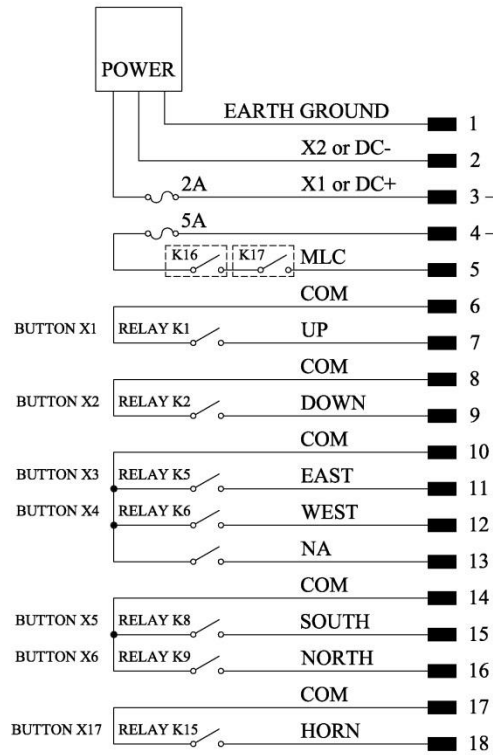 POWER
EARTH GROUND 1
X2 or DC- 2
2A X1 or DC+ 3
5A 4
K16 K17 MLC 5
COM 6
BUTTON X1 RELAY K1 UP 7
COM 8
BUTTON X2 RELAY K2 DOWN 9
COM 10
BUTTON X3 RELAY K5 EAST 11
BUTTON X4 RELAY K6 WEST 12
NA 13
COM 14
BUTTON X5 RELAY K8 SOUTH 15
BUTTON X6 RELAY K9 NORTH 16
COM 17
BUTTON X17 RELAY K15 HORN 18